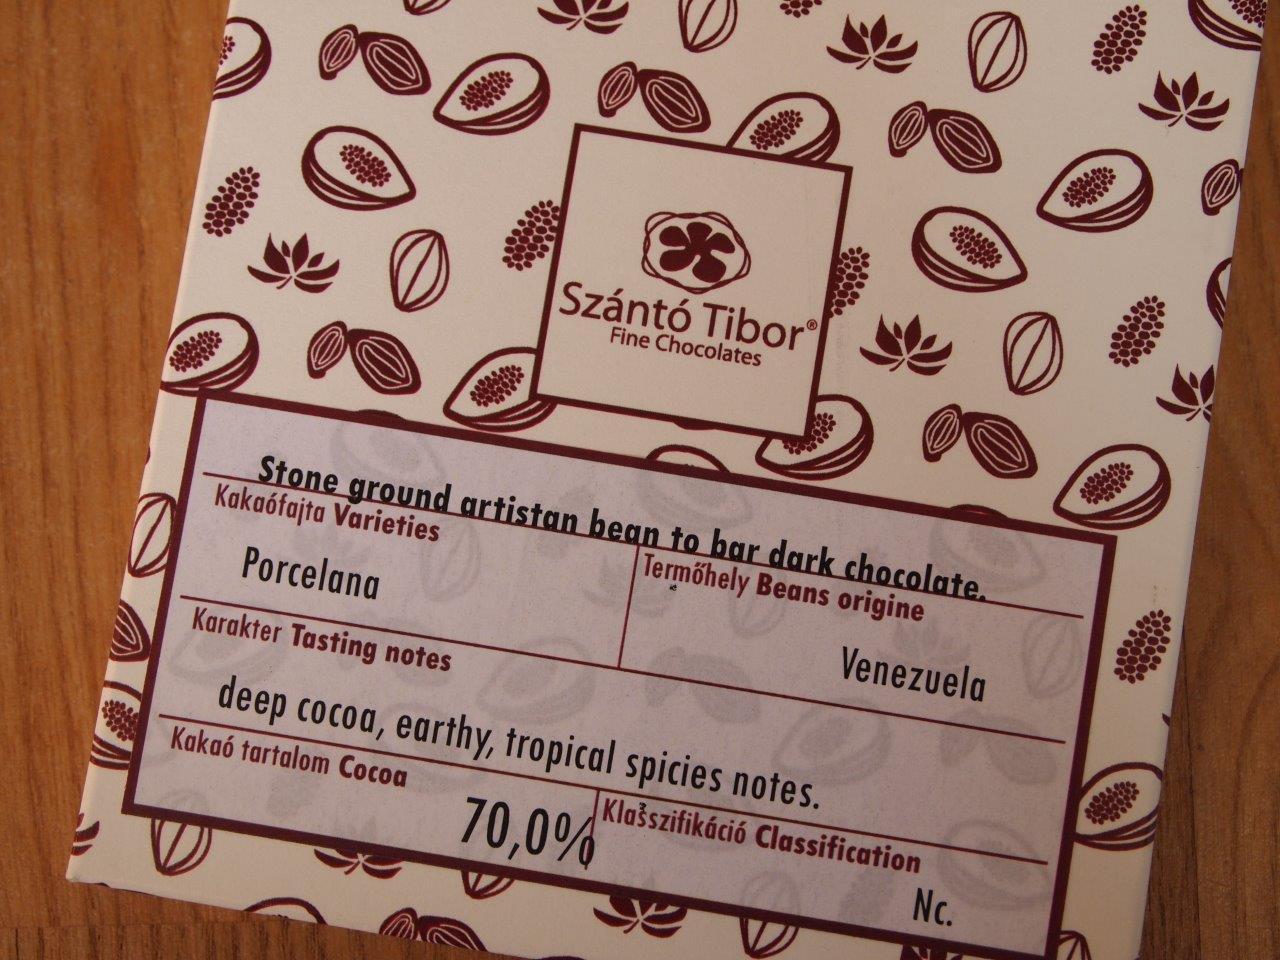 Szántó Tibor®
Fine Chocolates
Stone ground artistan bean to bar dark chocolate.
Kakaófajta Varieties
Porcelana
Termőhely Beans origine
Venezuela
Karakter Tasting notes
deep cocoa, earthy, tropical spicies notes.
Kakaó tartalom Cocoa
70,0%
Klasszifikáció Classification
Nc.